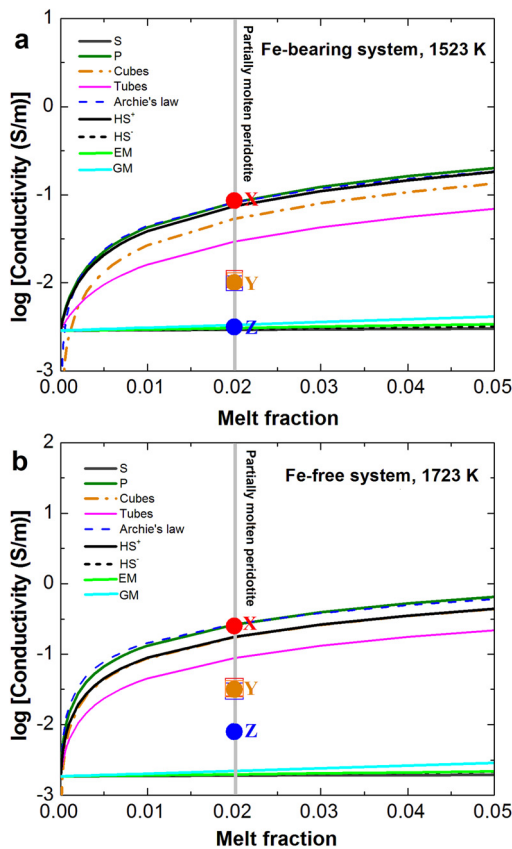 a
Fe-bearing system, 1523 K
S
P
Cubes
Tubes
Archie's law
HS+
HS-
EM
GM
Partially molten peridotite
X
Y
Z
1
0
-1
-2
-3
0.00 0.01 0.02 0.03 0.04 0.05
log [Conductivity (S/m)]
Melt fraction
b
Fe-free system, 1723 K
S
P
Cubes
Tubes
Archie's law
HS+
HS-
EM
GM
Partially molten peridotite
X
Y
Z
2
1
0
-1
-2
-3
0.00 0.01 0.02 0.03 0.04 0.05
log [Conductivity (S/m)]
Melt fraction